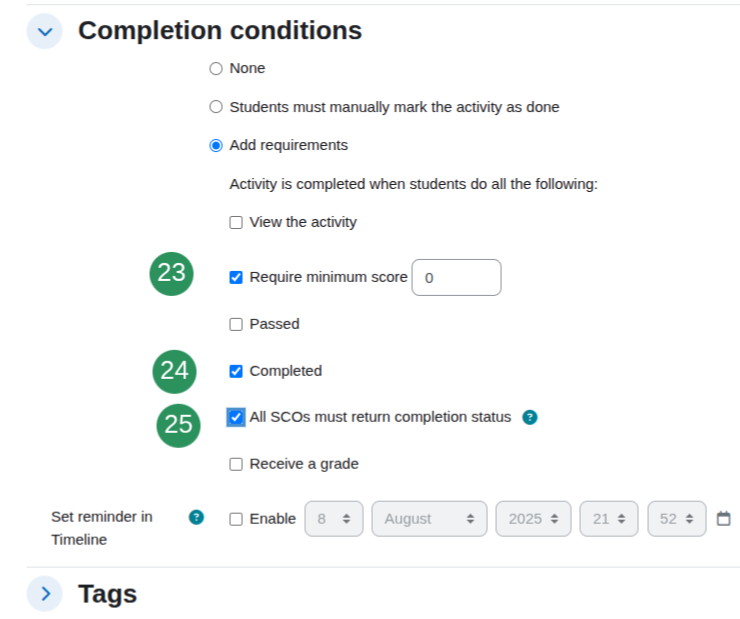 Completion conditions
None
Students must manually mark the activity as done
Add requirements
Activity is completed when students do all the following:
View the activity
23 Require minimum score 0
Passed
24 Completed
25 All SCOs must return completion status ?
Receive a grade
Set reminder in Timeline ? Enable 8 August 2025 21 52
Tags